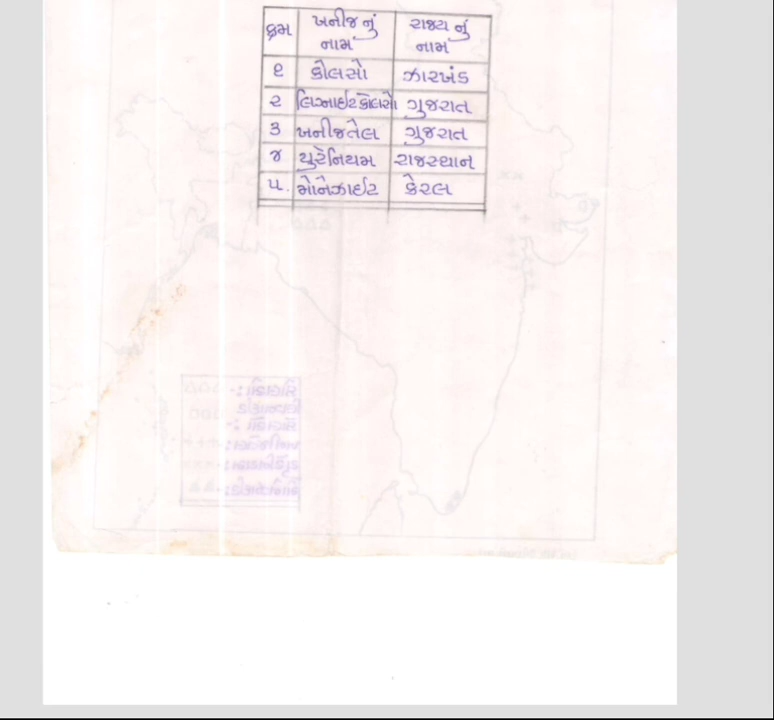 ક્રમ ખનીજ નું નામ રાજ્ય નું નામ
૧ કોલસો ઝારખંડ
૨ લિગ્નાઈટ કોલસો ગુજરાત
૩ ખનીજતેલ ગુજરાત
૪ યુરેનિયમ રાજસ્થાન
૫. મોનેઝાઈટ કેરલ